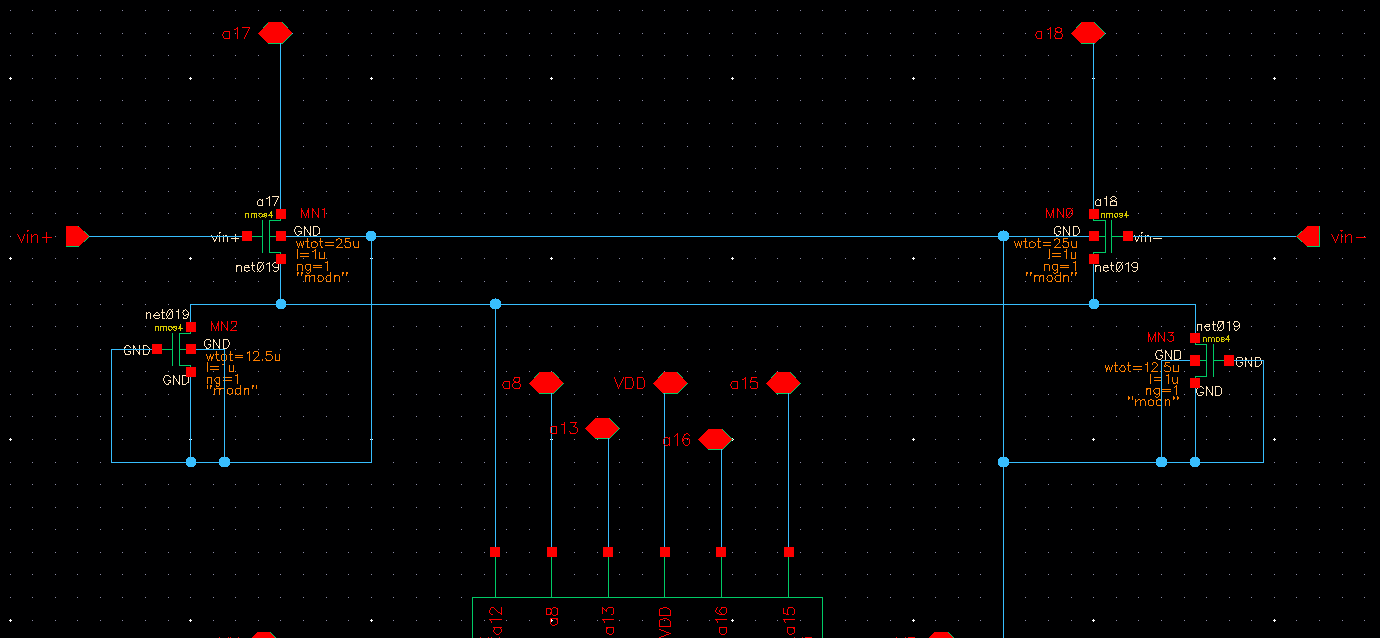 a17
a18
a17
nmos4
MN1
vin+
vin+
GND
wtot=25u
l=1u
ng=1
"modn"
net019
MN0
a18
nmos4
GND
vin-
vin-
wtot=25u
l=1u
ng=1
"modn"
net019
net019
nmos4
MN2
GND
GND
wtot=12.5u
l=1u
ng=1
"modn"
GND
net019
nmos4
MN3
GND
GND
wtot=12.5u
l=1u
ng=1
"modn"
GND
a8
VDD
a15
a13
a16
a12
a8
a13
VDD
a16
a15